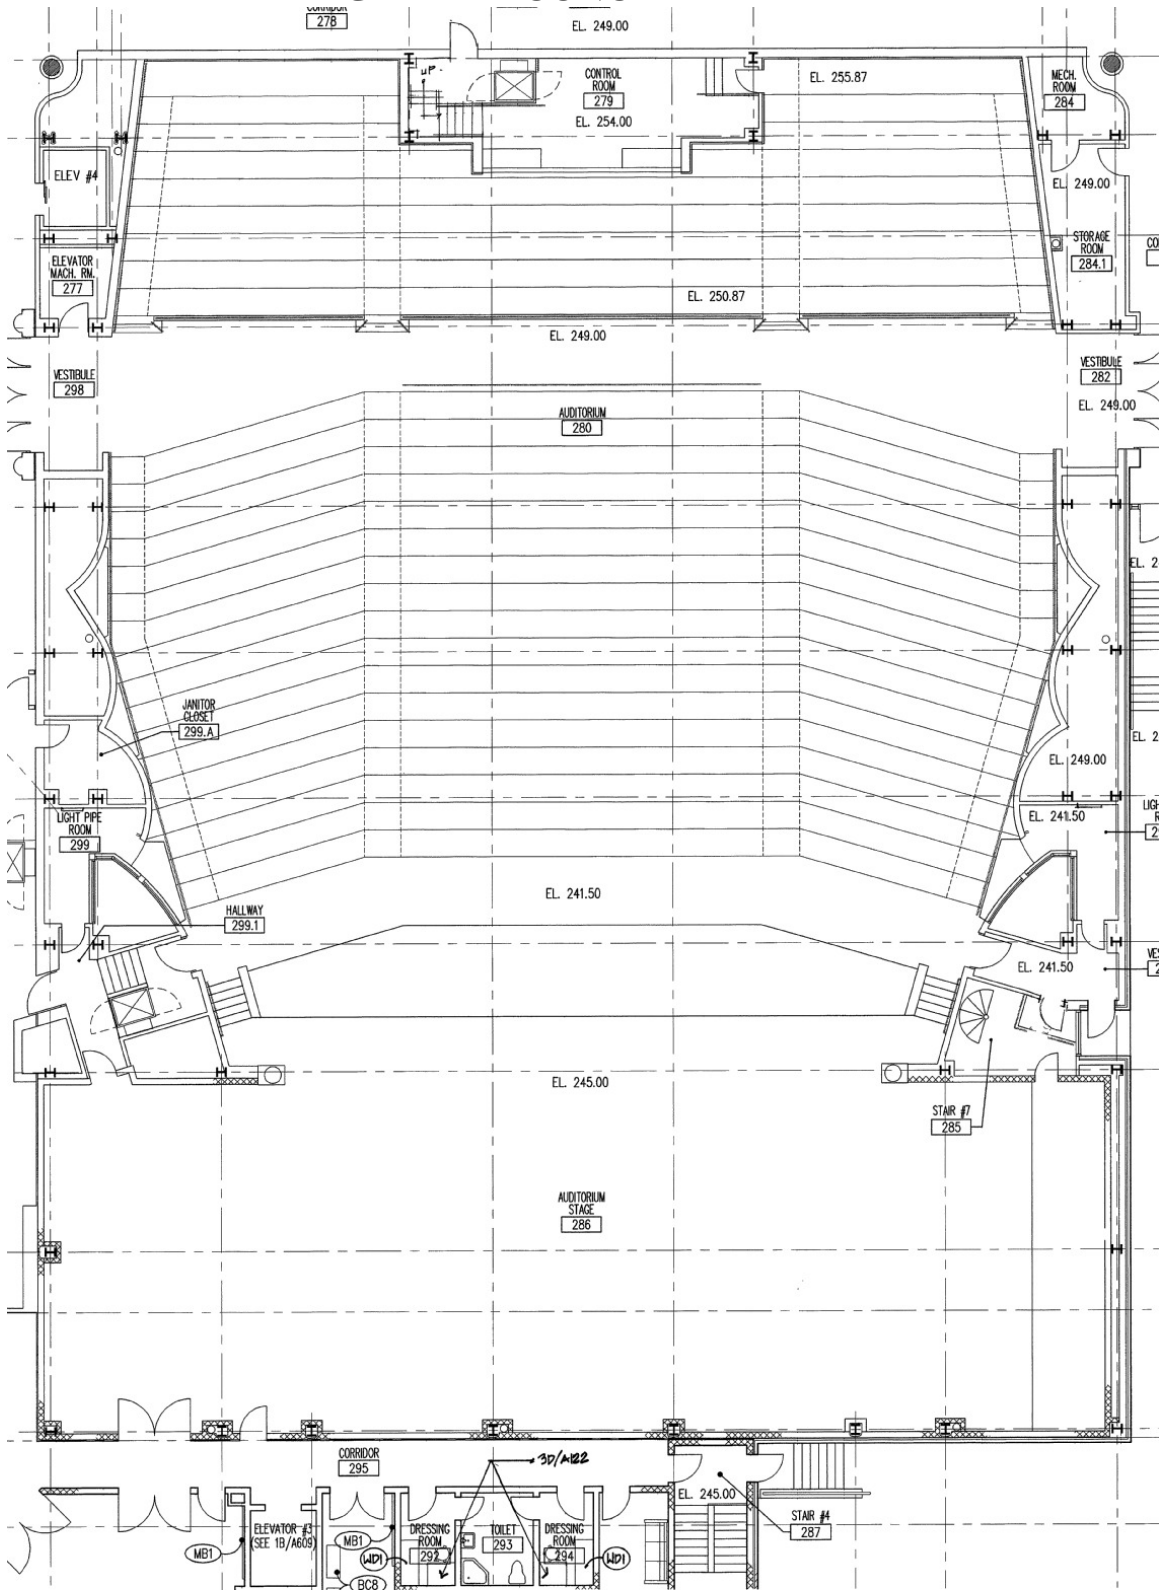 CORRIDOR
278
EL. 249.00
UP
CONTROL
ROOM
279
EL. 254.00
EL. 255.87
MECH.
ROOM
284
ELEV #4
EL. 249.00
ELEVATOR
MACH. RM.
277
STORAGE
ROOM
284.1
EL. 250.87
EL. 249.00
VESTIBULE
298
VESTIBULE
282
EL. 249.00
AUDITORIUM
280
JANITOR
CLOSET
299.A
EL. 249.00
LIGHT PIPE
ROOM
299
EL. 241.50
EL. 241.50
HALLWAY
299.1
EL. 241.50
EL. 245.00
STAIR #7
285
AUDITORIUM
STAGE
286
CORRIDOR
295
3D/A122
EL. 245.00
STAIR #4
287
ELEVATOR #3
(SEE 1B/A609)
MB1
MB1
DRESSING
ROOM
292
TOILET
293
DRESSING
ROOM
294
WD1
WD1
BC8